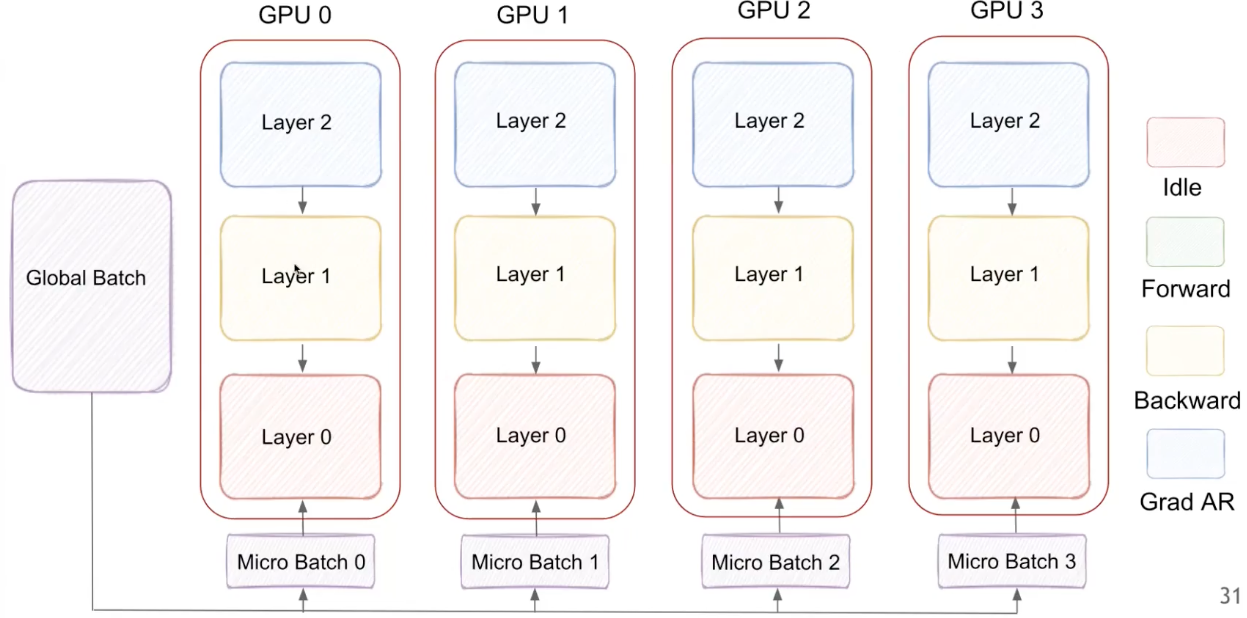 GPU 0
GPU 1
GPU 2
GPU 3
Layer 2
Layer 2
Layer 2
Layer 2
Idle
Global Batch
Layer 1
Layer 1
Layer 1
Layer 1
Forward
Backward
Layer 0
Layer 0
Layer 0
Layer 0
Grad AR
Micro Batch 0
Micro Batch 1
Micro Batch 2
Micro Batch 3
31